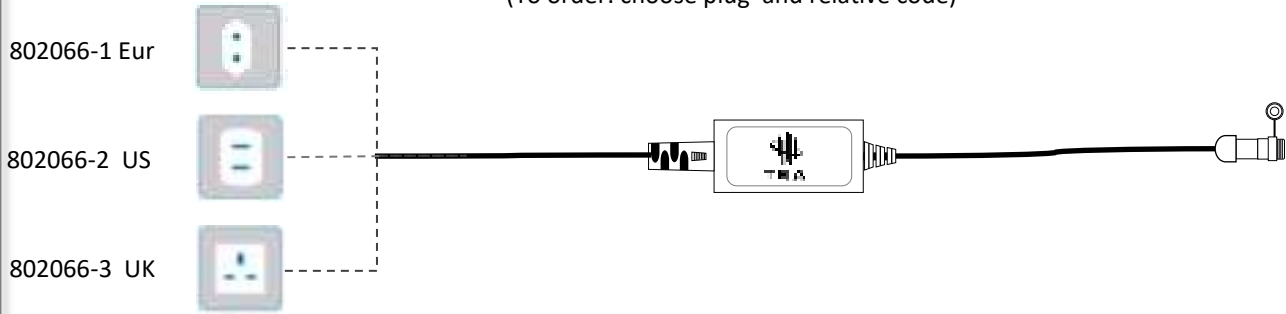 (To order: choose plug and relative code)
802066-1 Eur
802066-2 US
802066-3 UK